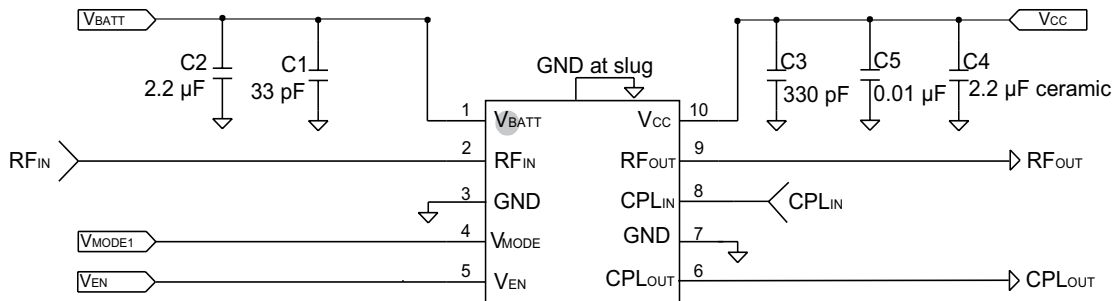 VBATT
VCC
C2
2.2 µF
C1
33 pF
GND at slug
C3
330 pF
C5
0.01 µF
C4
2.2 µF ceramic
1
VBATT
VCC
10
RFIN
2
RFIN
RFOUT
9
RFOUT
3
GND
CPLIN
8
CPLIN
VMODE1
4
VMODE
GND
7
VEN
5
VEN
CPLOUT
6
CPLOUT